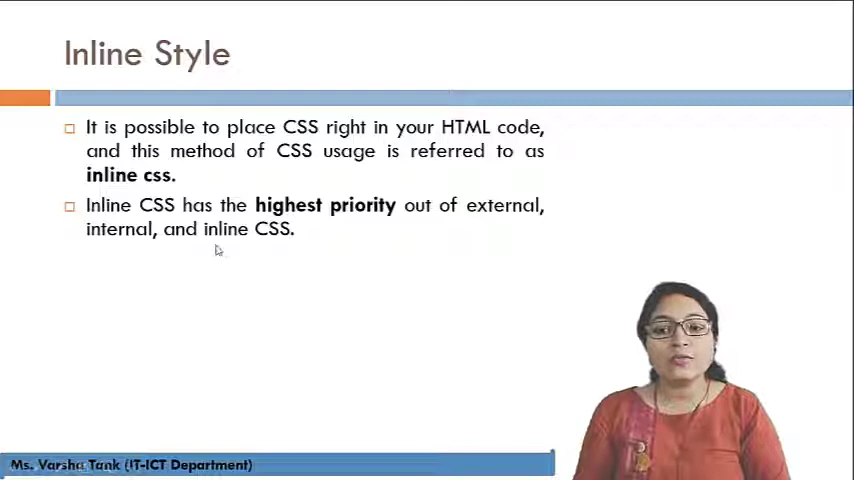 Inline Style
It is possible to place CSS right in your HTML code,
and this method of CSS usage is referred to as
inline css.
Inline CSS has the highest priority out of external,
internal, and inline CSS.
Ms. Varsha Tank (IT-ICT Department)